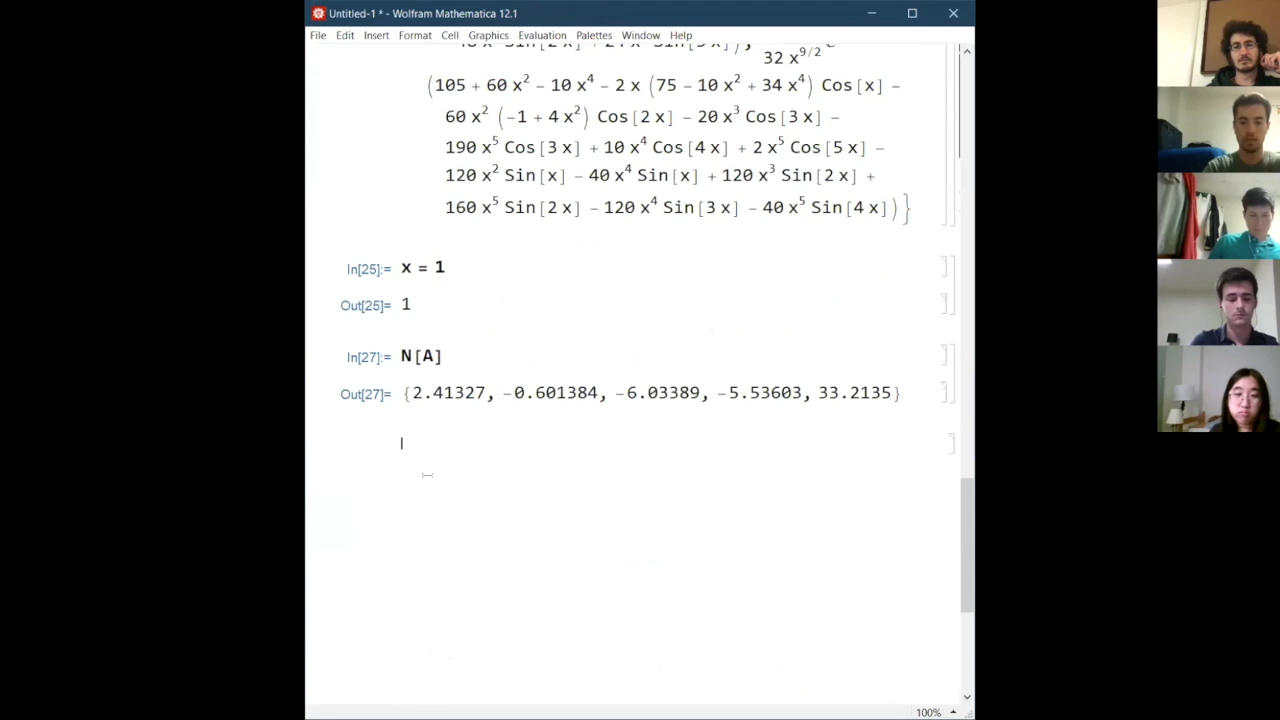 Untitled-1 * - Wolfram Mathematica 12.1
File Edit Insert Format Cell Graphics Evaluation Palettes Window Help
32 x^9/2
(105 + 60 x^2 − 10 x^4 − 2 x (75 − 10 x^2 + 34 x^4) Cos[x] −
60 x^2 (−1 + 4 x^2) Cos[2 x] − 20 x^3 Cos[3 x] −
190 x^5 Cos[3 x] + 10 x^4 Cos[4 x] + 2 x^5 Cos[5 x] −
120 x^2 Sin[x] − 40 x^4 Sin[x] + 120 x^3 Sin[2 x] +
160 x^5 Sin[2 x] − 120 x^4 Sin[3 x] − 40 x^5 Sin[4 x])}
In[25]:= x = 1
Out[25]= 1
In[27]:= N[A]
Out[27]= {2.41327, −0.601384, −6.03389, −5.53603, 33.2135}
100%